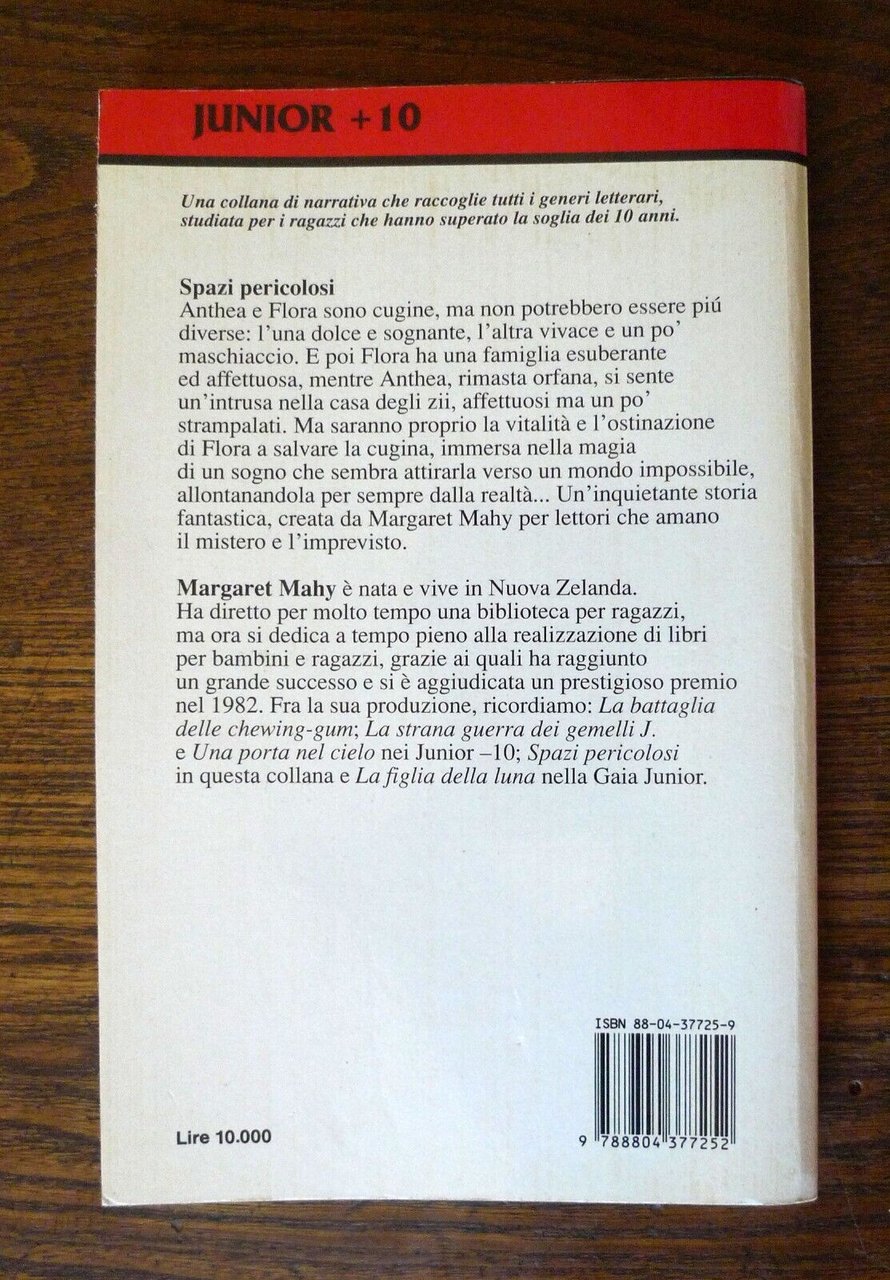 JUNIOR +10
Una collana di narrativa che raccoglie tutti i generi letterari,
studiata per i ragazzi che hanno superato la soglia dei 10 anni.
Spazi pericolosi
Anthea e Flora sono cugine, ma non potrebbero essere piú
diverse: l'una dolce e sognante, l'altra vivace e un po'
maschiaccio. E poi Flora ha una famiglia esuberante
ed affettuosa, mentre Anthea, rimasta orfana, si sente
un'intrusa nella casa degli zii, affettuosi ma un po'
strampalati. Ma saranno proprio la vitalità e l'ostinazione
di Flora a salvare la cugina, immersa nella magia
di un sogno che sembra attirarla verso un mondo impossibile,
allontanandola per sempre dalla realtà... Un'inquietante storia
fantastica, creata da Margaret Mahy per lettori che amano
il mistero e l'imprevisto.
Margaret Mahy è nata e vive in Nuova Zelanda.
Ha diretto per molto tempo una biblioteca per ragazzi,
ma ora si dedica a tempo pieno alla realizzazione di libri
per bambini e ragazzi, grazie ai quali ha raggiunto
un grande successo e si è aggiudicata un prestigioso premio
nel 1982. Fra la sua produzione, ricordiamo: La battaglia
delle chewing-gum; La strana guerra dei gemelli J.
e Una porta nel cielo nei Junior –10; Spazi pericolosi
in questa collana e La figlia della luna nella Gaia Junior.
ISBN 88-04-37725-9
Lire 10.000
9 788804 377252